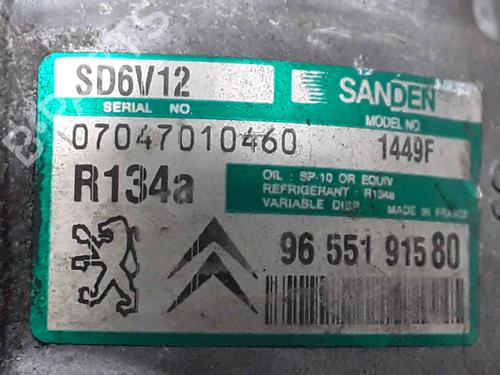 SD6V12
SANDEN
SERIAL NO.
MODEL NO.
07047010460
1449F
R134a
OIL : SP-10 OR EQUIV
REFRIGERANT : R134a
VARIABLE DISP. MADE IN FRANCE
96 551 915 80